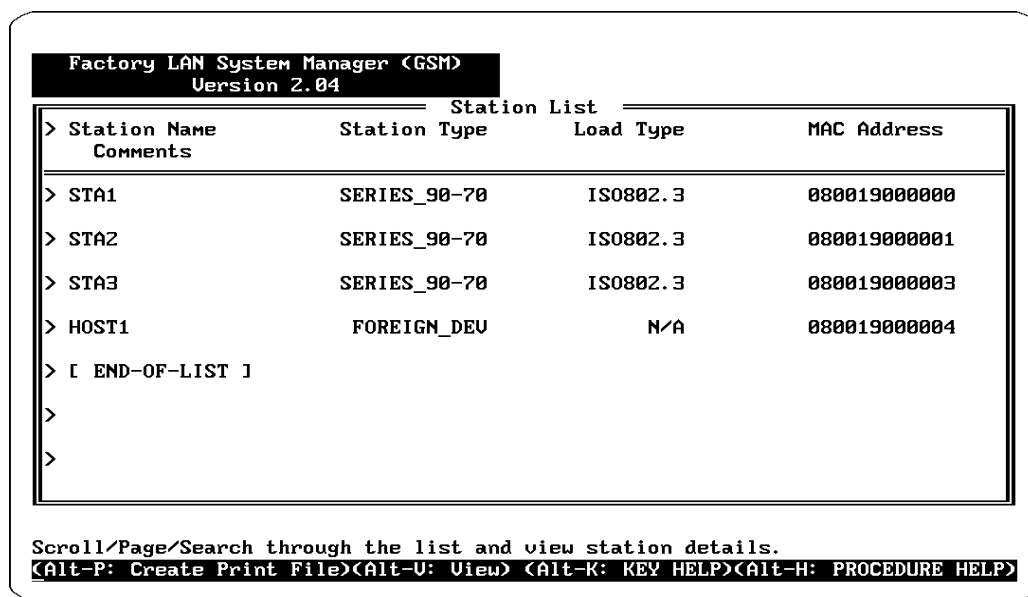 Factory LAN System Manager (GSM)
Version 2.04
Station List
> Station Name Station Type Load Type MAC Address
Comments
> STA1 SERIES_90-70 ISO802.3 080019000000
> STA2 SERIES_90-70 ISO802.3 080019000001
> STA3 SERIES_90-70 ISO802.3 080019000003
> HOST1 FOREIGN_DEV N/A 080019000004
> [ END-OF-LIST ]
>
>
Scroll/Page/Search through the list and view station details.
(Alt-P: Create Print File)(Alt-V: View) (Alt-K: KEY HELP)(Alt-H: PROCEDURE HELP)